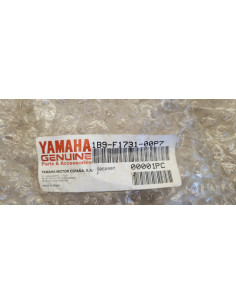 YAMAHA
GENUINE
Parts & Accessories
1B9-F1731-00P7
YAMAHA MOTOR ESPAÑA, S.A.
00001PC